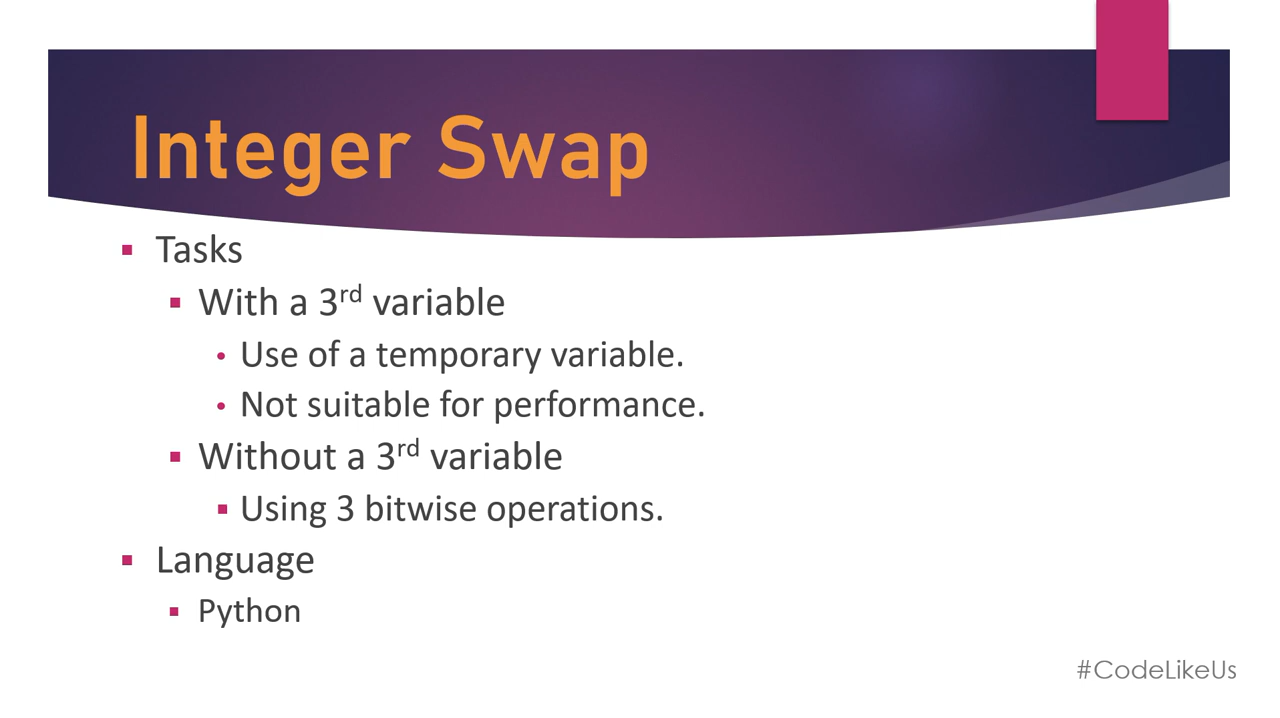 Integer Swap
Tasks
With a 3rd variable
Use of a temporary variable.
Not suitable for performance.
Without a 3rd variable
Using 3 bitwise operations.
Language
Python
#CodeLikeUs